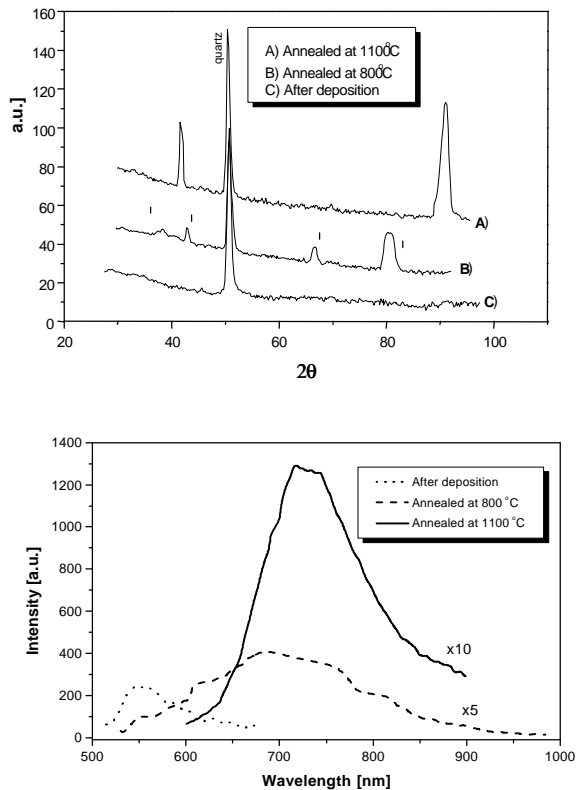 160
140
120
100
80
60
40
20
0
a.u.
quartz
A) Annealed at 1100°C
B) Annealed at 800°C
C) After deposition
A)
B)
C)
20 40 60 80 100
2θ
1400
1200
1000
800
600
400
200
0
Intensity [a.u.]
After deposition
Annealed at 800 °C
Annealed at 1100 °C
x10
x5
500 600 700 800 900 1000
Wavelength [nm]